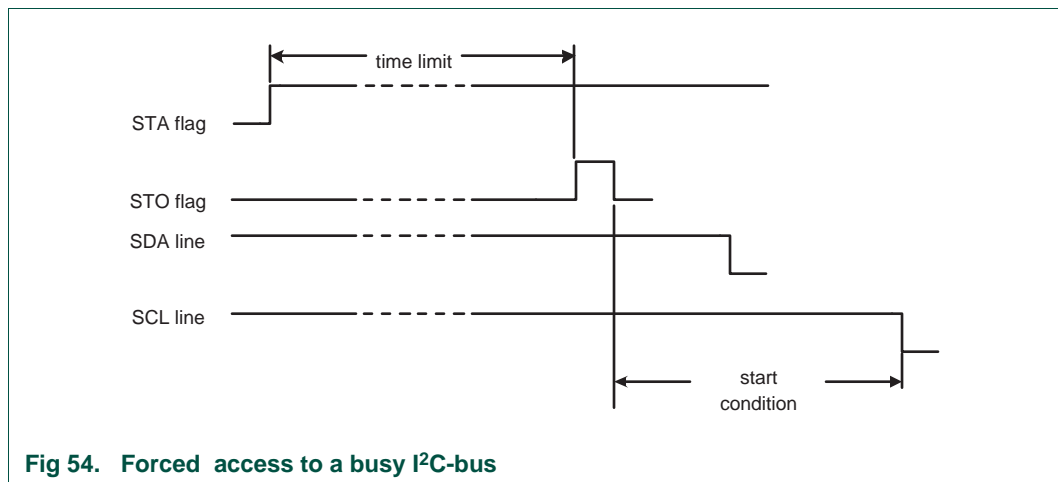 time limit
STA flag
STO flag
SDA line
SCL line
start
condition
Fig 54. Forced access to a busy I²C-bus